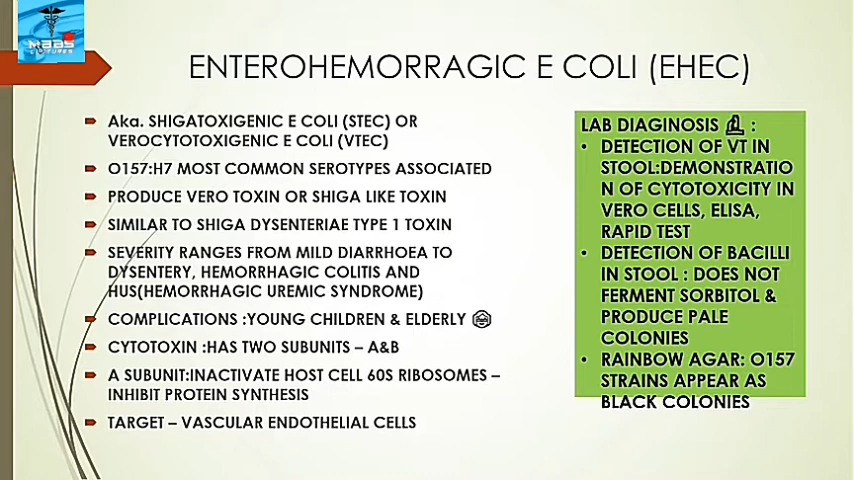 MAAS
LECTURES
ENTEROHEMORRAGIC E COLI (EHEC)
Aka. SHIGATOXIGENIC E COLI (STEC) OR
VEROCYTOTOXIGENIC E COLI (VTEC)
O157:H7 MOST COMMON SEROTYPES ASSOCIATED
PRODUCE VERO TOXIN OR SHIGA LIKE TOXIN
SIMILAR TO SHIGA DYSENTERIAE TYPE 1 TOXIN
SEVERITY RANGES FROM MILD DIARRHOEA TO
DYSENTERY, HEMORRHAGIC COLITIS AND
HUS(HEMORRHAGIC UREMIC SYNDROME)
COMPLICATIONS :YOUNG CHILDREN & ELDERLY
CYTOTOXIN :HAS TWO SUBUNITS – A&B
A SUBUNIT:INACTIVATE HOST CELL 60S RIBOSOMES –
INHIBIT PROTEIN SYNTHESIS
TARGET – VASCULAR ENDOTHELIAL CELLS
LAB DIAGNOSIS :
• DETECTION OF VT IN
STOOL:DEMONSTRATIO
N OF CYTOTOXICITY IN
VERO CELLS, ELISA,
RAPID TEST
• DETECTION OF BACILLI
IN STOOL : DOES NOT
FERMENT SORBITOL &
PRODUCE PALE
COLONIES
• RAINBOW AGAR: O157
STRAINS APPEAR AS
BLACK COLONIES